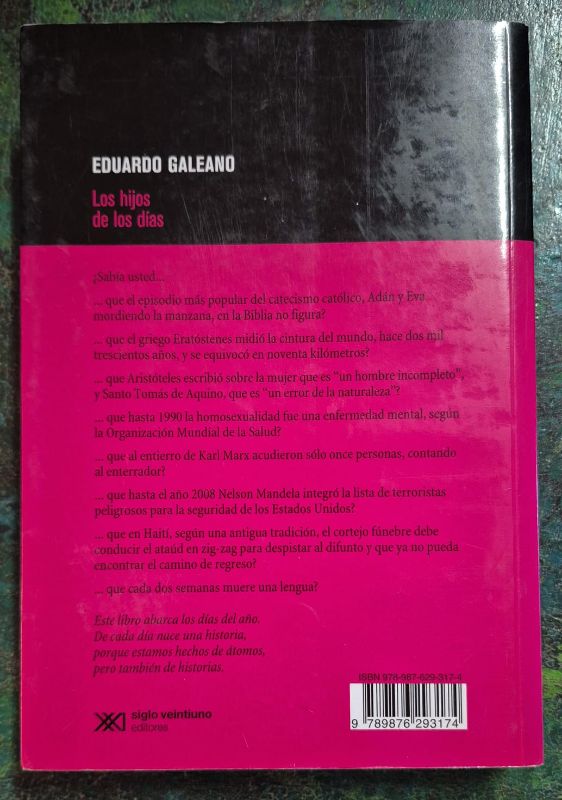 EDUARDO GALEANO
Los hijos
de los días
¿Sabía usted...
... que el episodio más popular del catecismo católico, Adán y Eva
mordiendo la manzana, en la Biblia no figura?
... que el griego Eratóstenes midió la cintura del mundo, hace dos mil
trescientos años, y se equivocó en noventa kilómetros?
... que Aristóteles escribió sobre la mujer que es "un hombre incompleto",
y Santo Tomás de Aquino, que es "un error de la naturaleza"?
... que hasta 1990 la homosexualidad fue una enfermedad mental, según
la Organización Mundial de la Salud?
... que al entierro de Karl Marx acudieron sólo once personas, contando
al enterrador?
... que hasta el año 2008 Nelson Mandela integró la lista de terroristas
peligrosos para la seguridad de los Estados Unidos?
... que en Haití, según una antigua tradición, el cortejo fúnebre debe
conducir el ataúd en zig-zag para despistar al difunto y que ya no pueda
encontrar el camino de regreso?
... que cada dos semanas muere una lengua?
Este libro abarca los días del año.
De cada día nace una historia,
porque estamos hechos de átomos,
pero también de historias.
ISBN 978-987-629-317-4
9 789876 293174
siglo veintiuno
editores